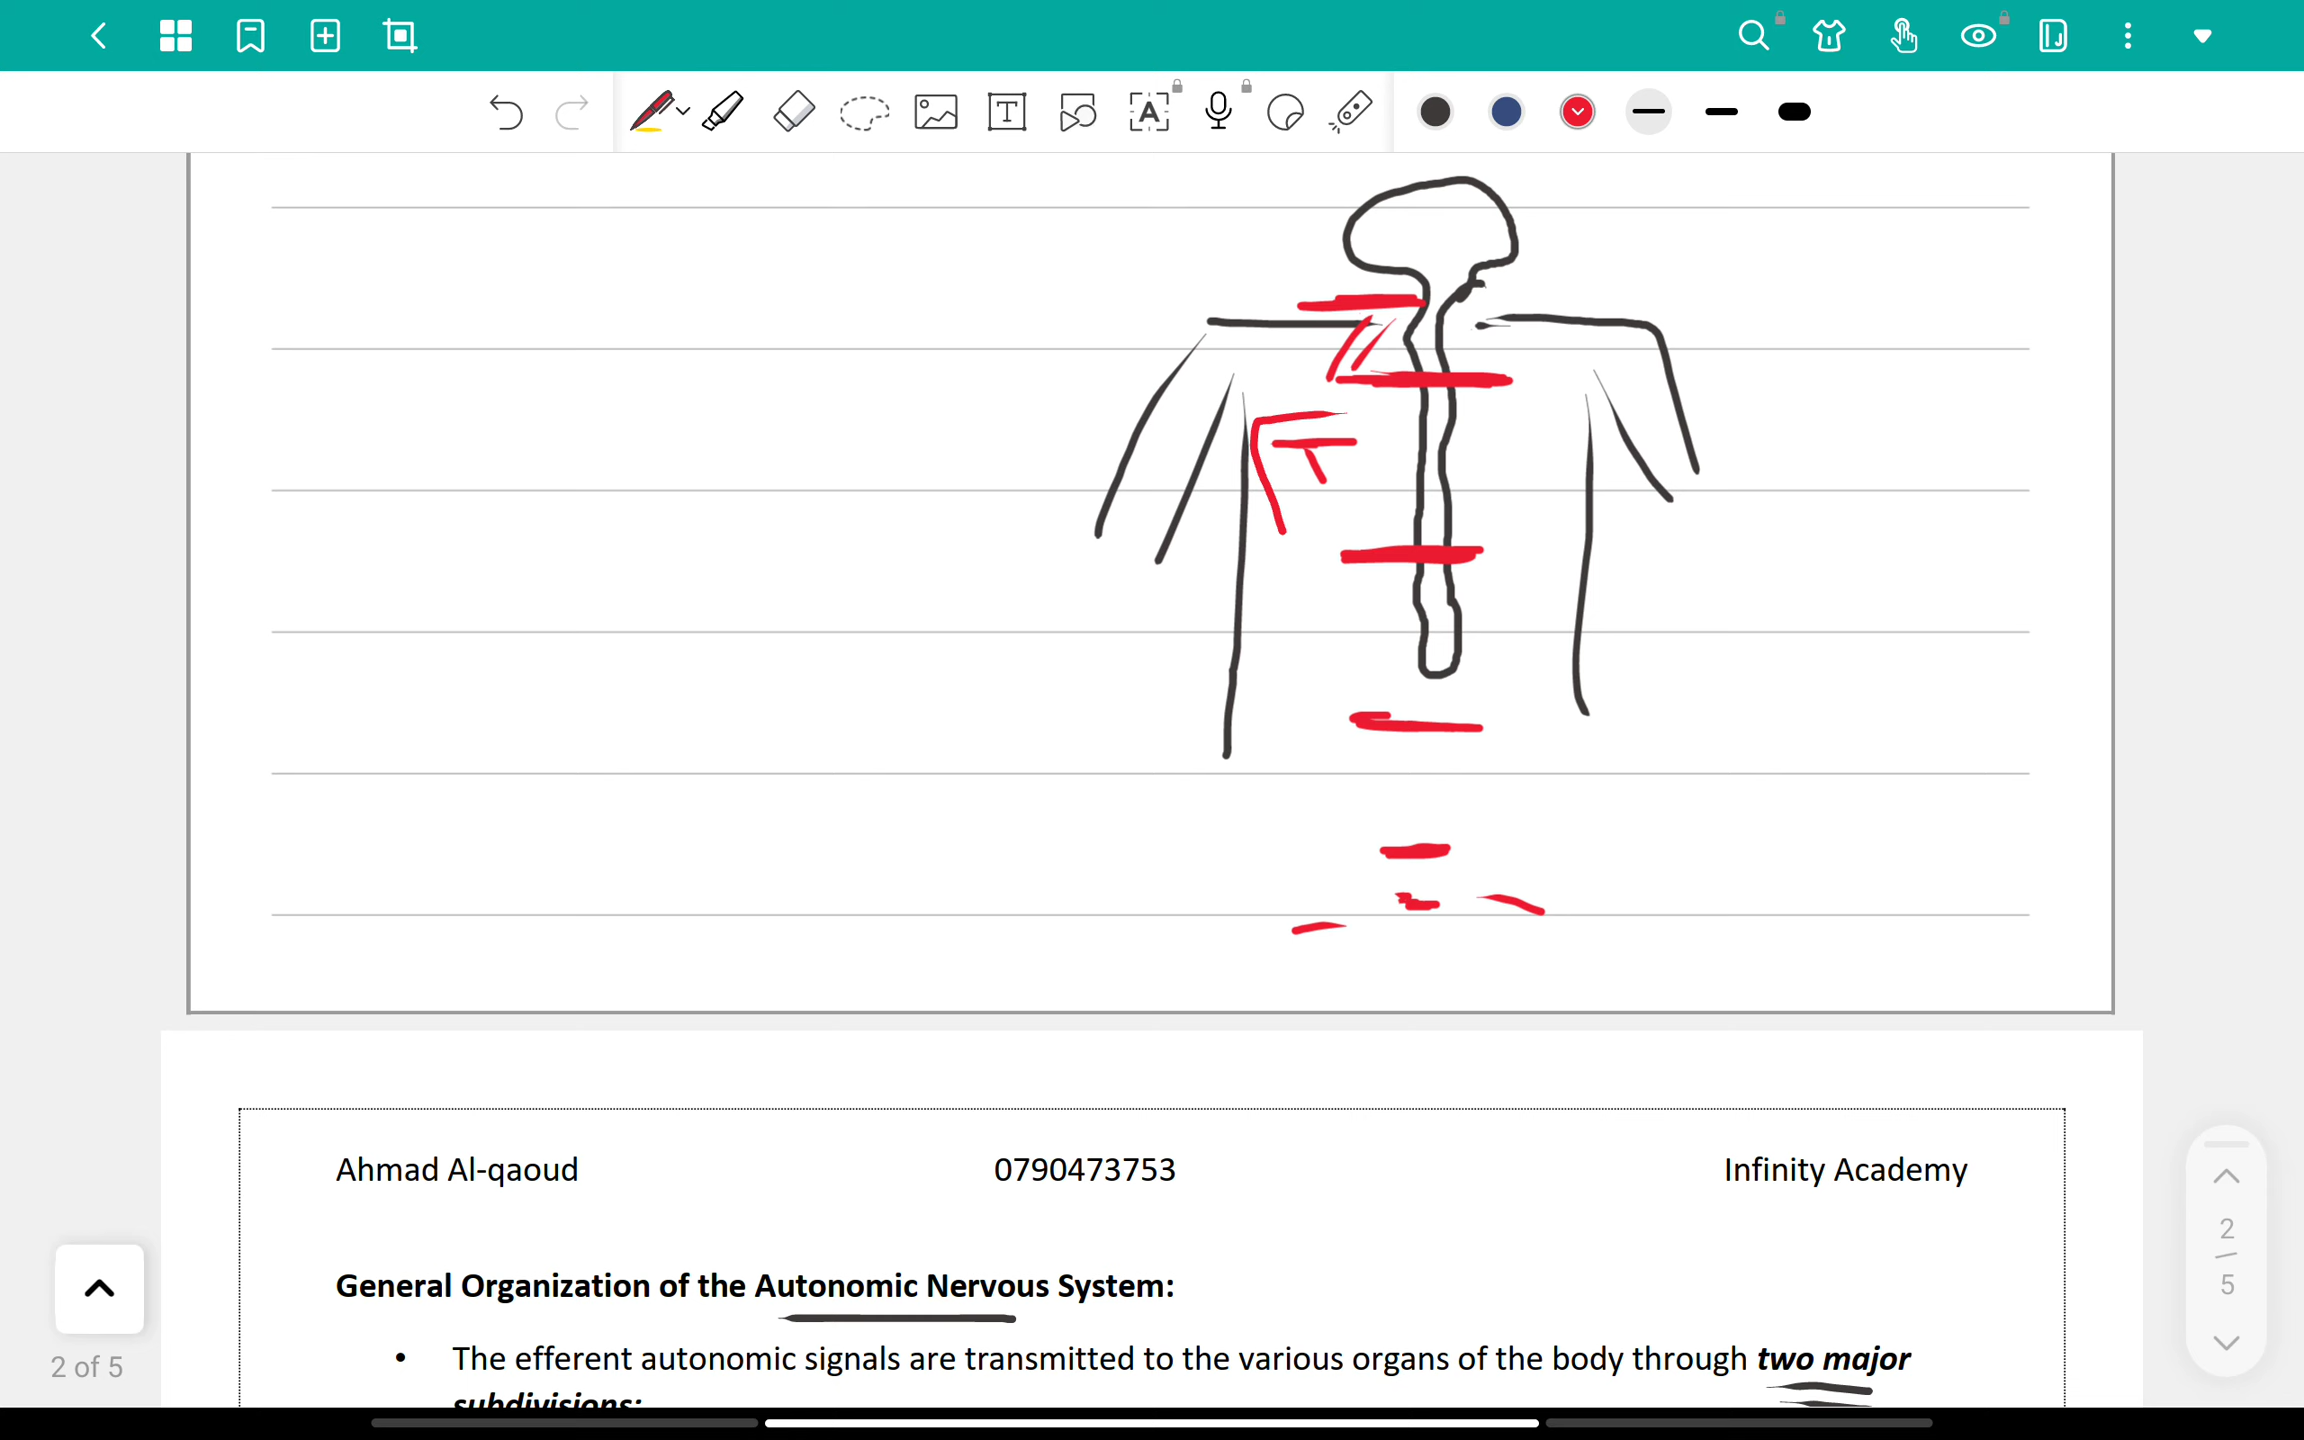 Ahmad Al-qaoud 0790473753 Infinity Academy
General Organization of the Autonomic Nervous System:
• The efferent autonomic signals are transmitted to the various organs of the body through two major
subdivisions:
2 of 5
2
/
5